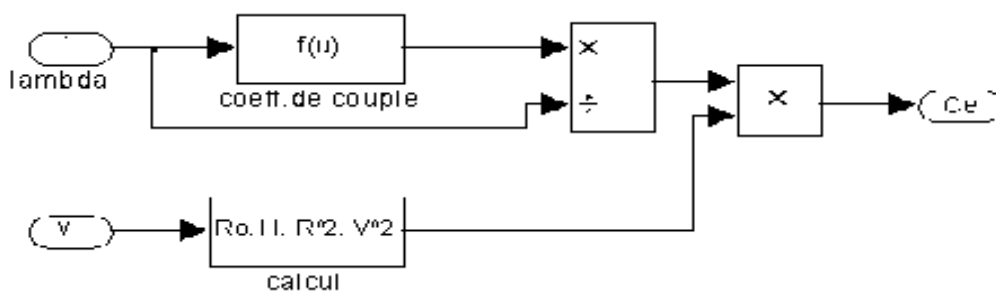 f(u)
×
lambda
coeff.de couple
÷
×
Ce
V
Ro.H. R^2. V^2
calcul